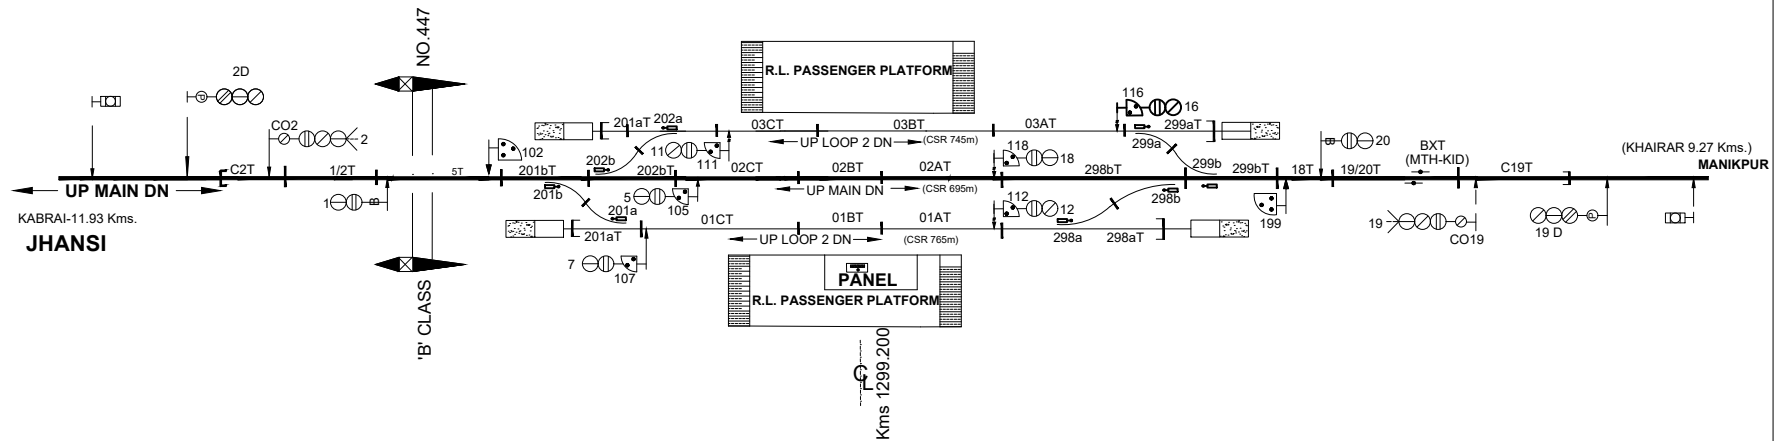 NO.447
2D
P
CO2
2
C2T
1/2T
5T
1
B
UP MAIN DN
KABRAI-11.93 Kms.
JHANSI
'B' CLASS
102
201bT
202b
201b
201a
201aT
7
107
201aT
202a
11
111
202bT
5
105
R.L. PASSENGER PLATFORM
03CT
03BT
03AT
UP LOOP 2 DN
(CSR 745m)
02CT
02BT
02AT
UP MAIN DN
(CSR 695m)
01CT
01BT
01AT
UP LOOP 2 DN
(CSR 765m)
PANEL
R.L. PASSENGER PLATFORM
CL
Kms 1299.200
116
16
118
18
112
12
299aT
299a
299b
298bT
298b
298a
298aT
299bT
18T
199
B
20
19/20T
BXT
(MTH-KID)
C19T
19
CO19
19 D
P
(KHAIRAR 9.27 Kms.)
MANIKPUR